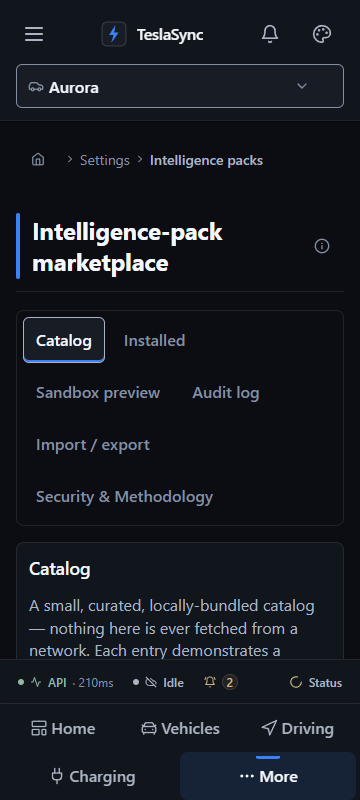 TeslaSync
Aurora
Settings > Intelligence packs
Intelligence-pack
marketplace
Catalog
Installed
Sandbox preview
Audit log
Import / export
Security & Methodology
Catalog
A small, curated, locally-bundled catalog
— nothing here is ever fetched from a
network. Each entry demonstrates a
API · 210ms
Idle
2
Status
Home
Vehicles
Driving
Charging
More